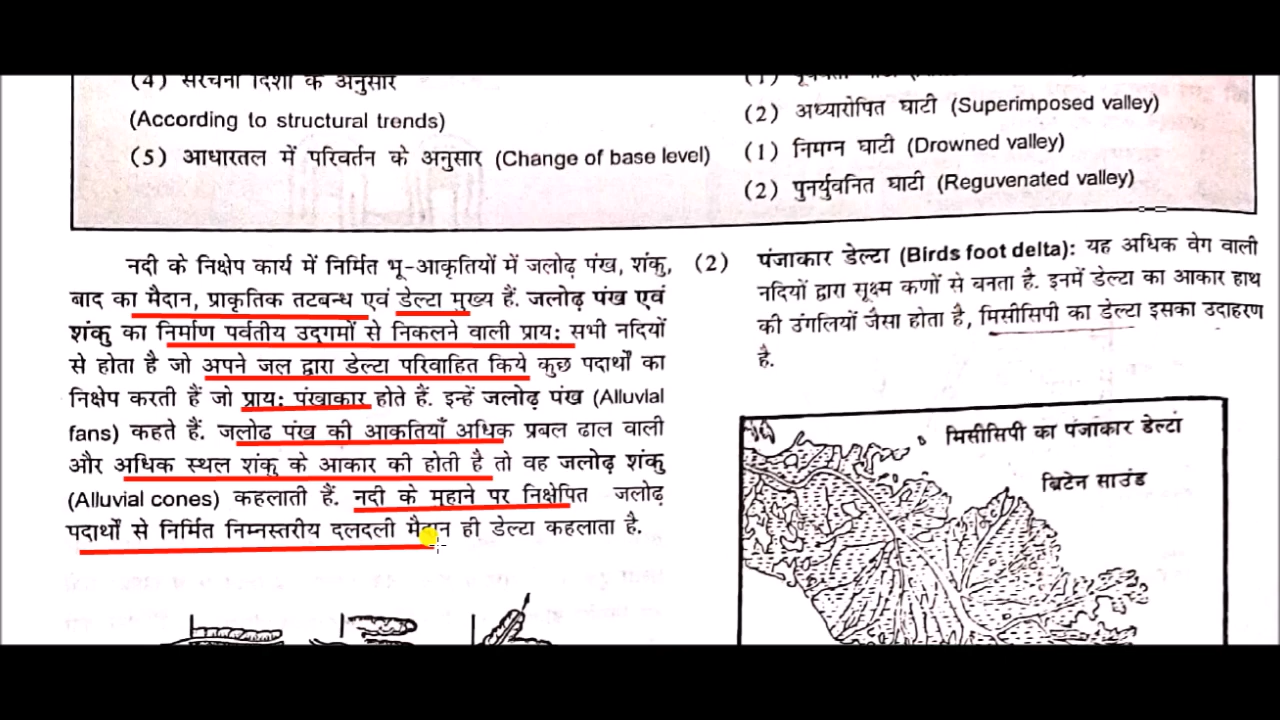 (4) संरचना दिशा के अनुसार
(According to structural trends)
(5) आधारतल में परिवर्तन के अनुसार (Change of base level)
(2) अध्यारोपित घाटी (Superimposed valley)
(1) निमग्न घाटी (Drowned valley)
(2) पुनर्युवनित घाटी (Reguvenated valley)
नदी के निक्षेप कार्य में निर्मित भू-आकृतियों में जलोढ़ पंख, शंकु,
बाद का मैदान, प्राकृतिक तटबन्ध एवं डेल्टा मुख्य हैं. जलोढ़ पंख एवं
शंकु का निर्माण पर्वतीय उद्गमों से निकलने वाली प्राय: सभी नदियों
से होता है जो अपने जल द्वारा डेल्टा परिवाहित किये कुछ पदार्थों का
निक्षेप करती हैं जो प्राय: पंखाकार होते हैं. इन्हें जलोढ़ पंख (Alluvial
fans) कहते हैं. जलोढ पंख की आकृतियाँ अधिक प्रबल ढाल वाली
और अधिक स्थल शंकु के आकार की होती है तो वह जलोढ़ शंकु
(Alluvial cones) कहलाती हैं. नदी के मुहाने पर निक्षेपित जलोढ़
पदार्थों से निर्मित निम्नस्तरीय दलदली मैदान ही डेल्टा कहलाता है.
(2) पंजाकार डेल्टा (Birds foot delta): यह अधिक वेग वाली
नदियों द्वारा सूक्ष्म कणों से बनता है. इनमें डेल्टा का आकार हाथ
की उंगलियों जैसा होता है, मिसीसिपी का डेल्टा इसका उदाहरण
है.
मिसीसिपी का पंजाकार डेल्टा
ब्रिटेन साउंड